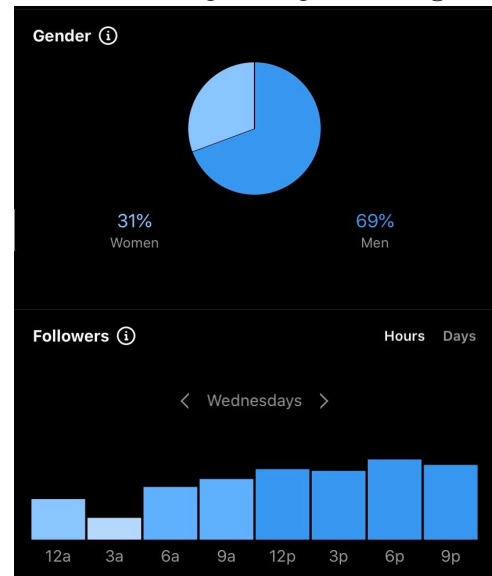 Gender
31% 69%
Women Men
Followers Hours Days
Wednesdays
12a 3a 6a 9a 12p 3p 6p 9p